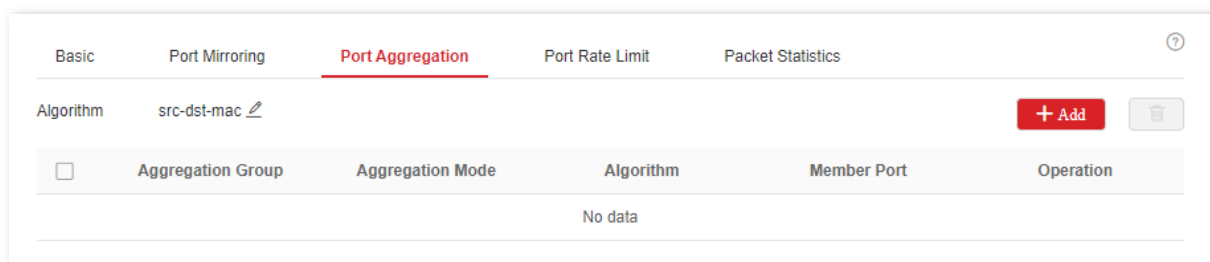 Basic Port Mirroring Port Aggregation Port Rate Limit Packet Statistics ?
Algorithm src-dst-mac + Add
Aggregation Group Aggregation Mode Algorithm Member Port Operation
No data